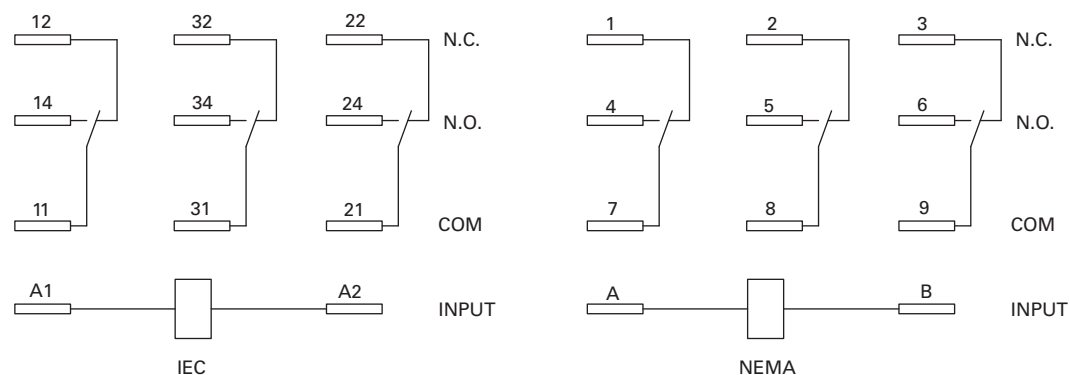 12 32 22 N.C. 1 2 3 N.C.
14 34 24 N.O. 4 5 6 N.O.
11 31 21 COM 7 8 9 COM
A1 A2 INPUT A B INPUT
IEC NEMA